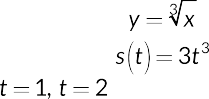 y = ∛x
s(t) = 3t³
t = 1, t = 2